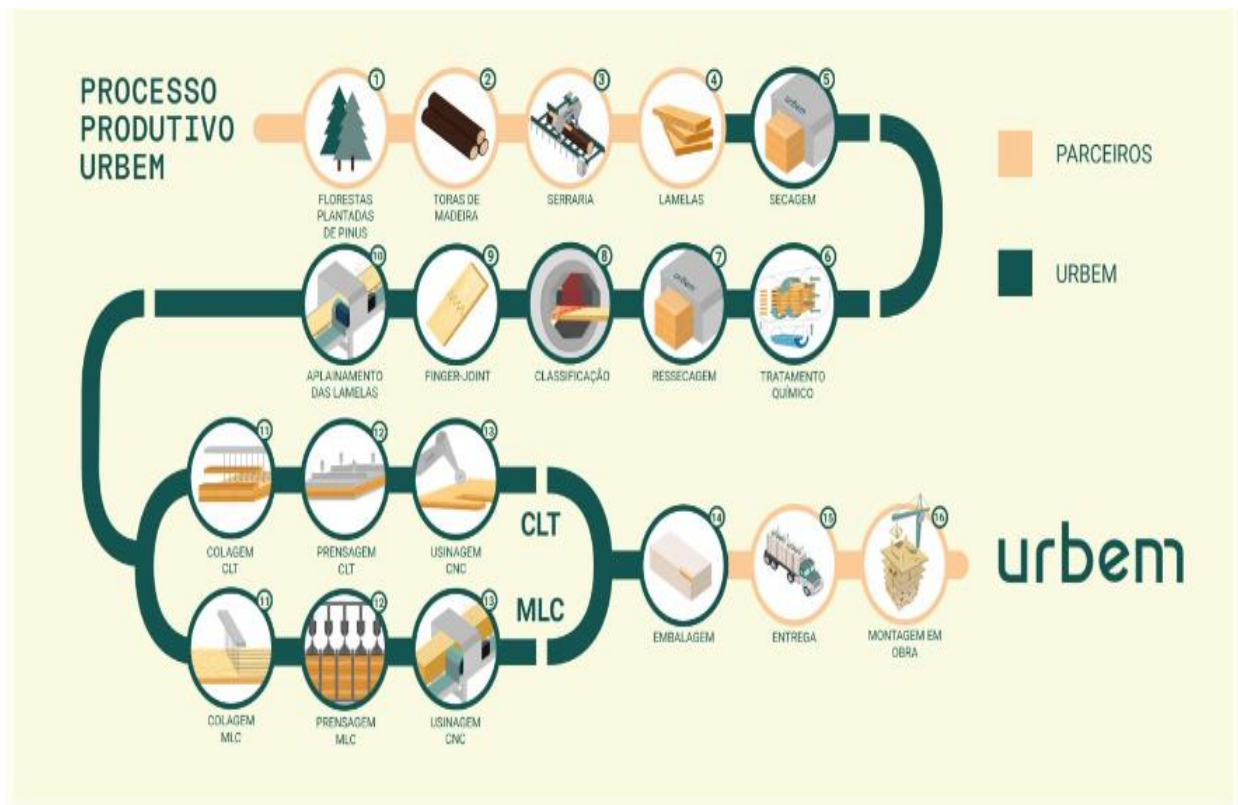 PROCESSO
PRODUTIVO
URBEM
1
2
3
4
5
urbem
FLORESTAS
PLANTADAS
DE PINUS
TORAS DE
MADEIRA
SERRARIA
LAMELAS
SECAGEM
PARCEIROS
URBEM
10
9
8
7
6
urbem
APLAINAMENTO
DAS LAMELAS
FINGER-JOINT
CLASSIFICAÇÃO
RESSECAGEM
TRATAMENTO
QUÍMICO
11
12
13
COLAGEM
CLT
PRENSAGEM
CLT
USINAGEM
CNC
CLT
11
12
13
COLAGEM
MLC
PRENSAGEM
MLC
USINAGEM
CNC
MLC
14
15
16
EMBALAGEM
ENTREGA
MONTAGEM EM
OBRA
urbem